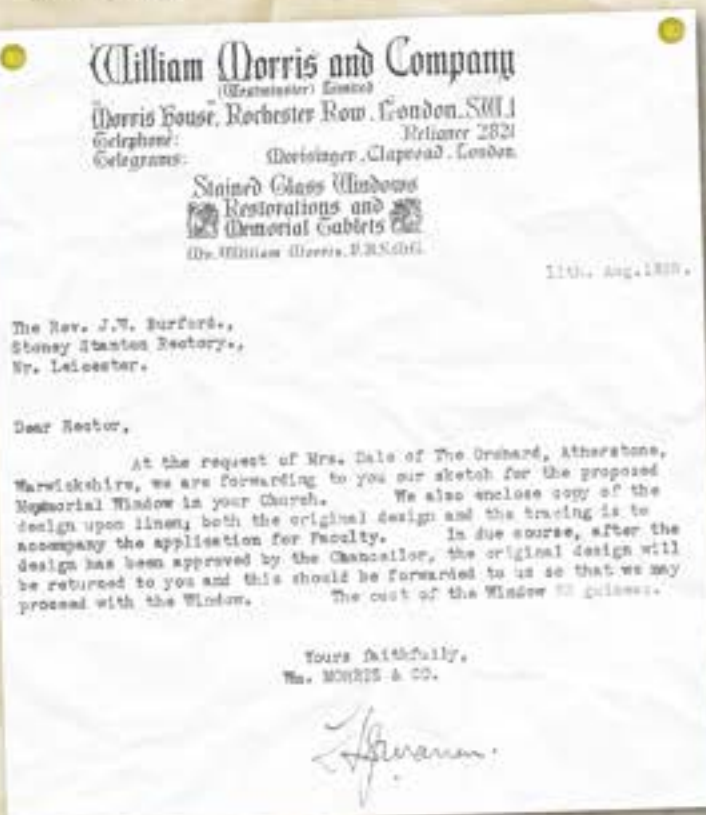 William Morris and Company
(Westminster) Limited
"Morris House", Rochester Row, London, S.W.1
Telephone: Reliance 2821
Telegrams: Morisinger, Claproad, London.
Stained Glass Windows
Restorations and
Memorial Tablets
Mr. William Morris,
11th. Aug.
The Rev. J.W. Burford.,
Stoney Stanton Rectory.,
Nr. Leicester.
Dear Rector,
At the request of Mrs. Dale of The Orchard, Atherstone,
Warwickshire, we are forwarding to you our sketch for the proposed
Memorial Window in your Church. We also enclose copy of the
design upon linen; both the original design and the tracing is to
accompany the application for Faculty. In due course, after the
design has been approved by the Chancellor, the original design will
be returned to you and this should be forwarded to us so that we may
proceed with the Window. The cost of the Window guineas.
Yours faithfully,
Wm. MORRIS & CO.